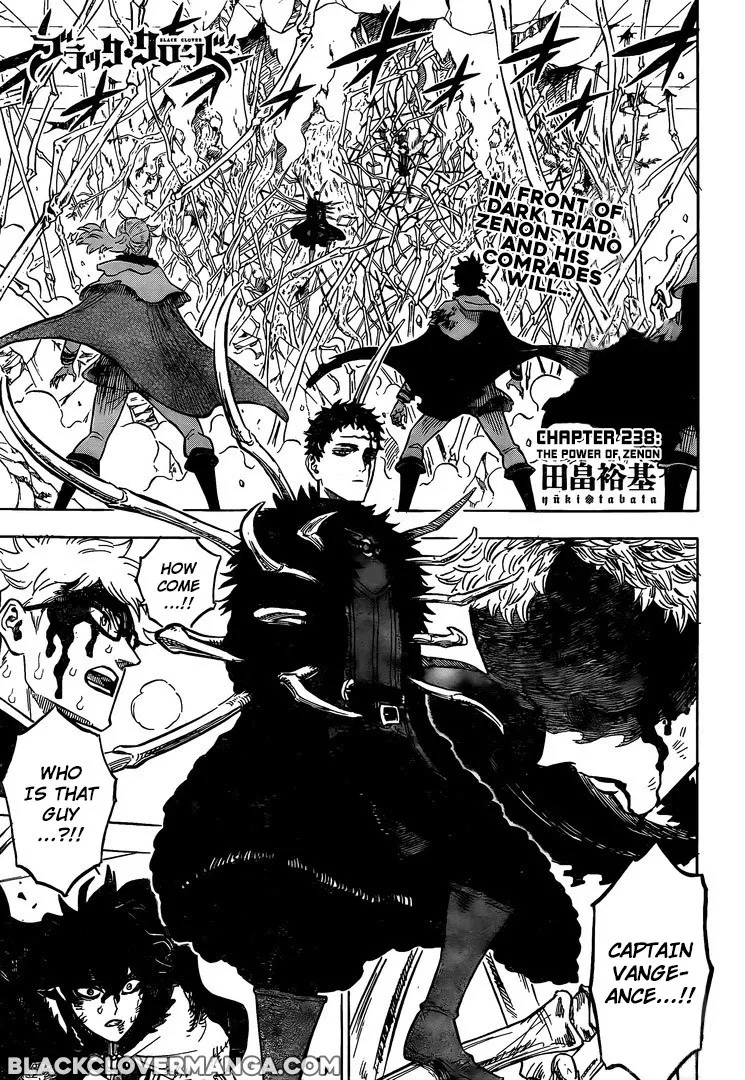 ブラック・クローバー
BLACK CLOVER
IN FRONT OF
DARK TRIAD,
ZENON. YUNO
AND HIS
COMRADES
WILL...
CHAPTER 238:
THE POWER OF ZENON
田畠裕基
yūki tabata
HOW
COME
...!!
WHO
IS THAT
GUY
...?!!
CAPTAIN
VANGE-
ANCE...!!
BLACKCLOVERMANGA.COM